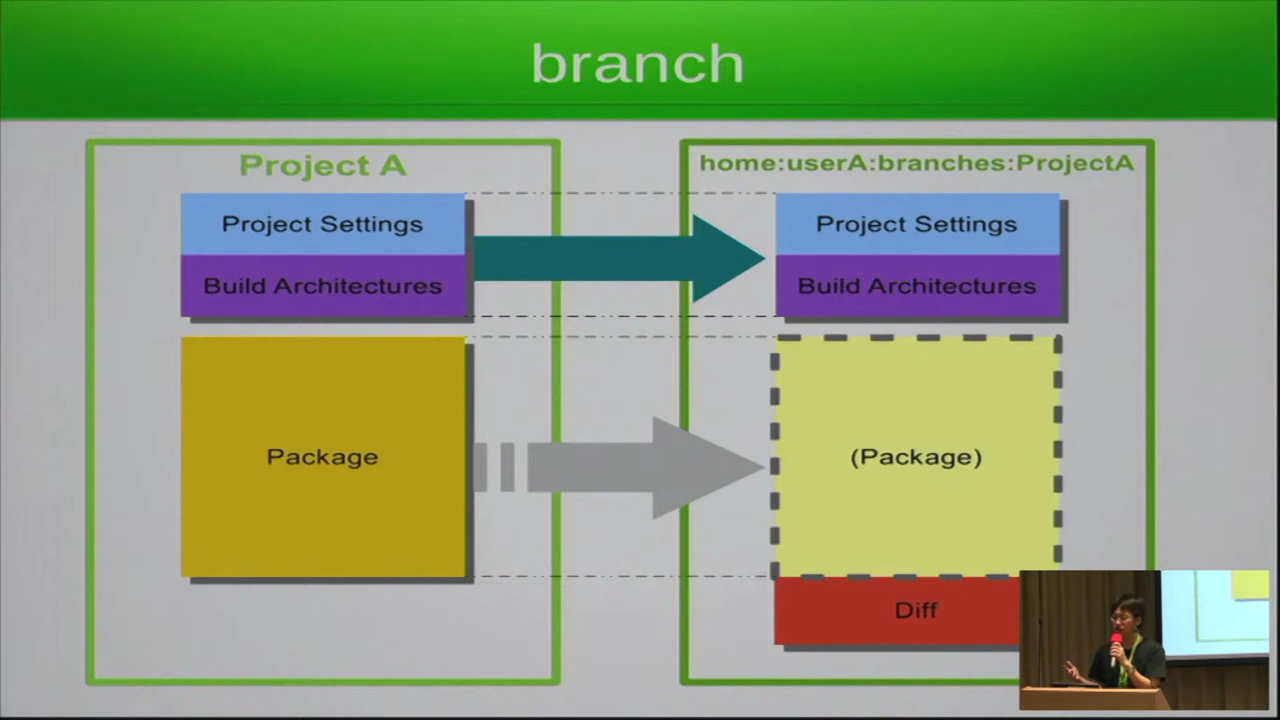 branch
Project A
Project Settings
Build Architectures
Package
home:userA:branches:ProjectA
Project Settings
Build Architectures
(Package)
Diff